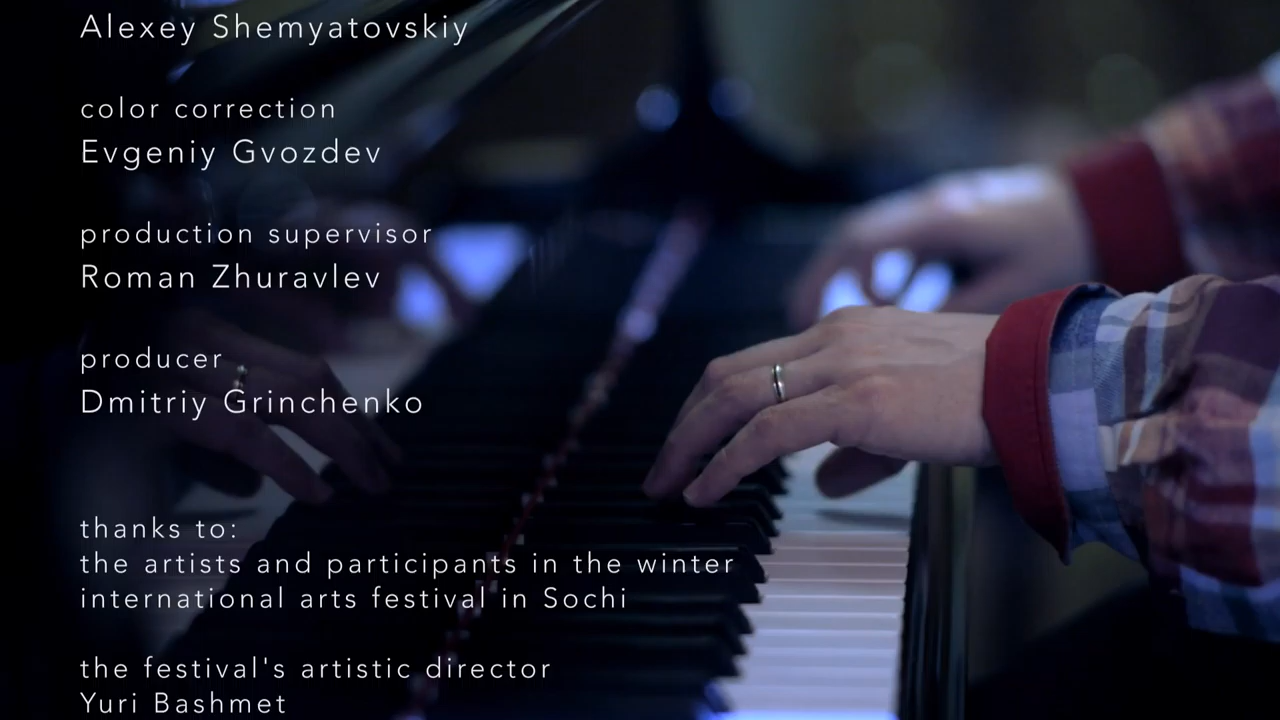 Alexey Shemyatovskiy
color correction
Evgeniy Gvozdev
production supervisor
Roman Zhuravlev
producer
Dmitriy Grinchenko
thanks to:
the artists and participants in the winter
international arts festival in Sochi
the festival's artistic director
Yuri Bashmet